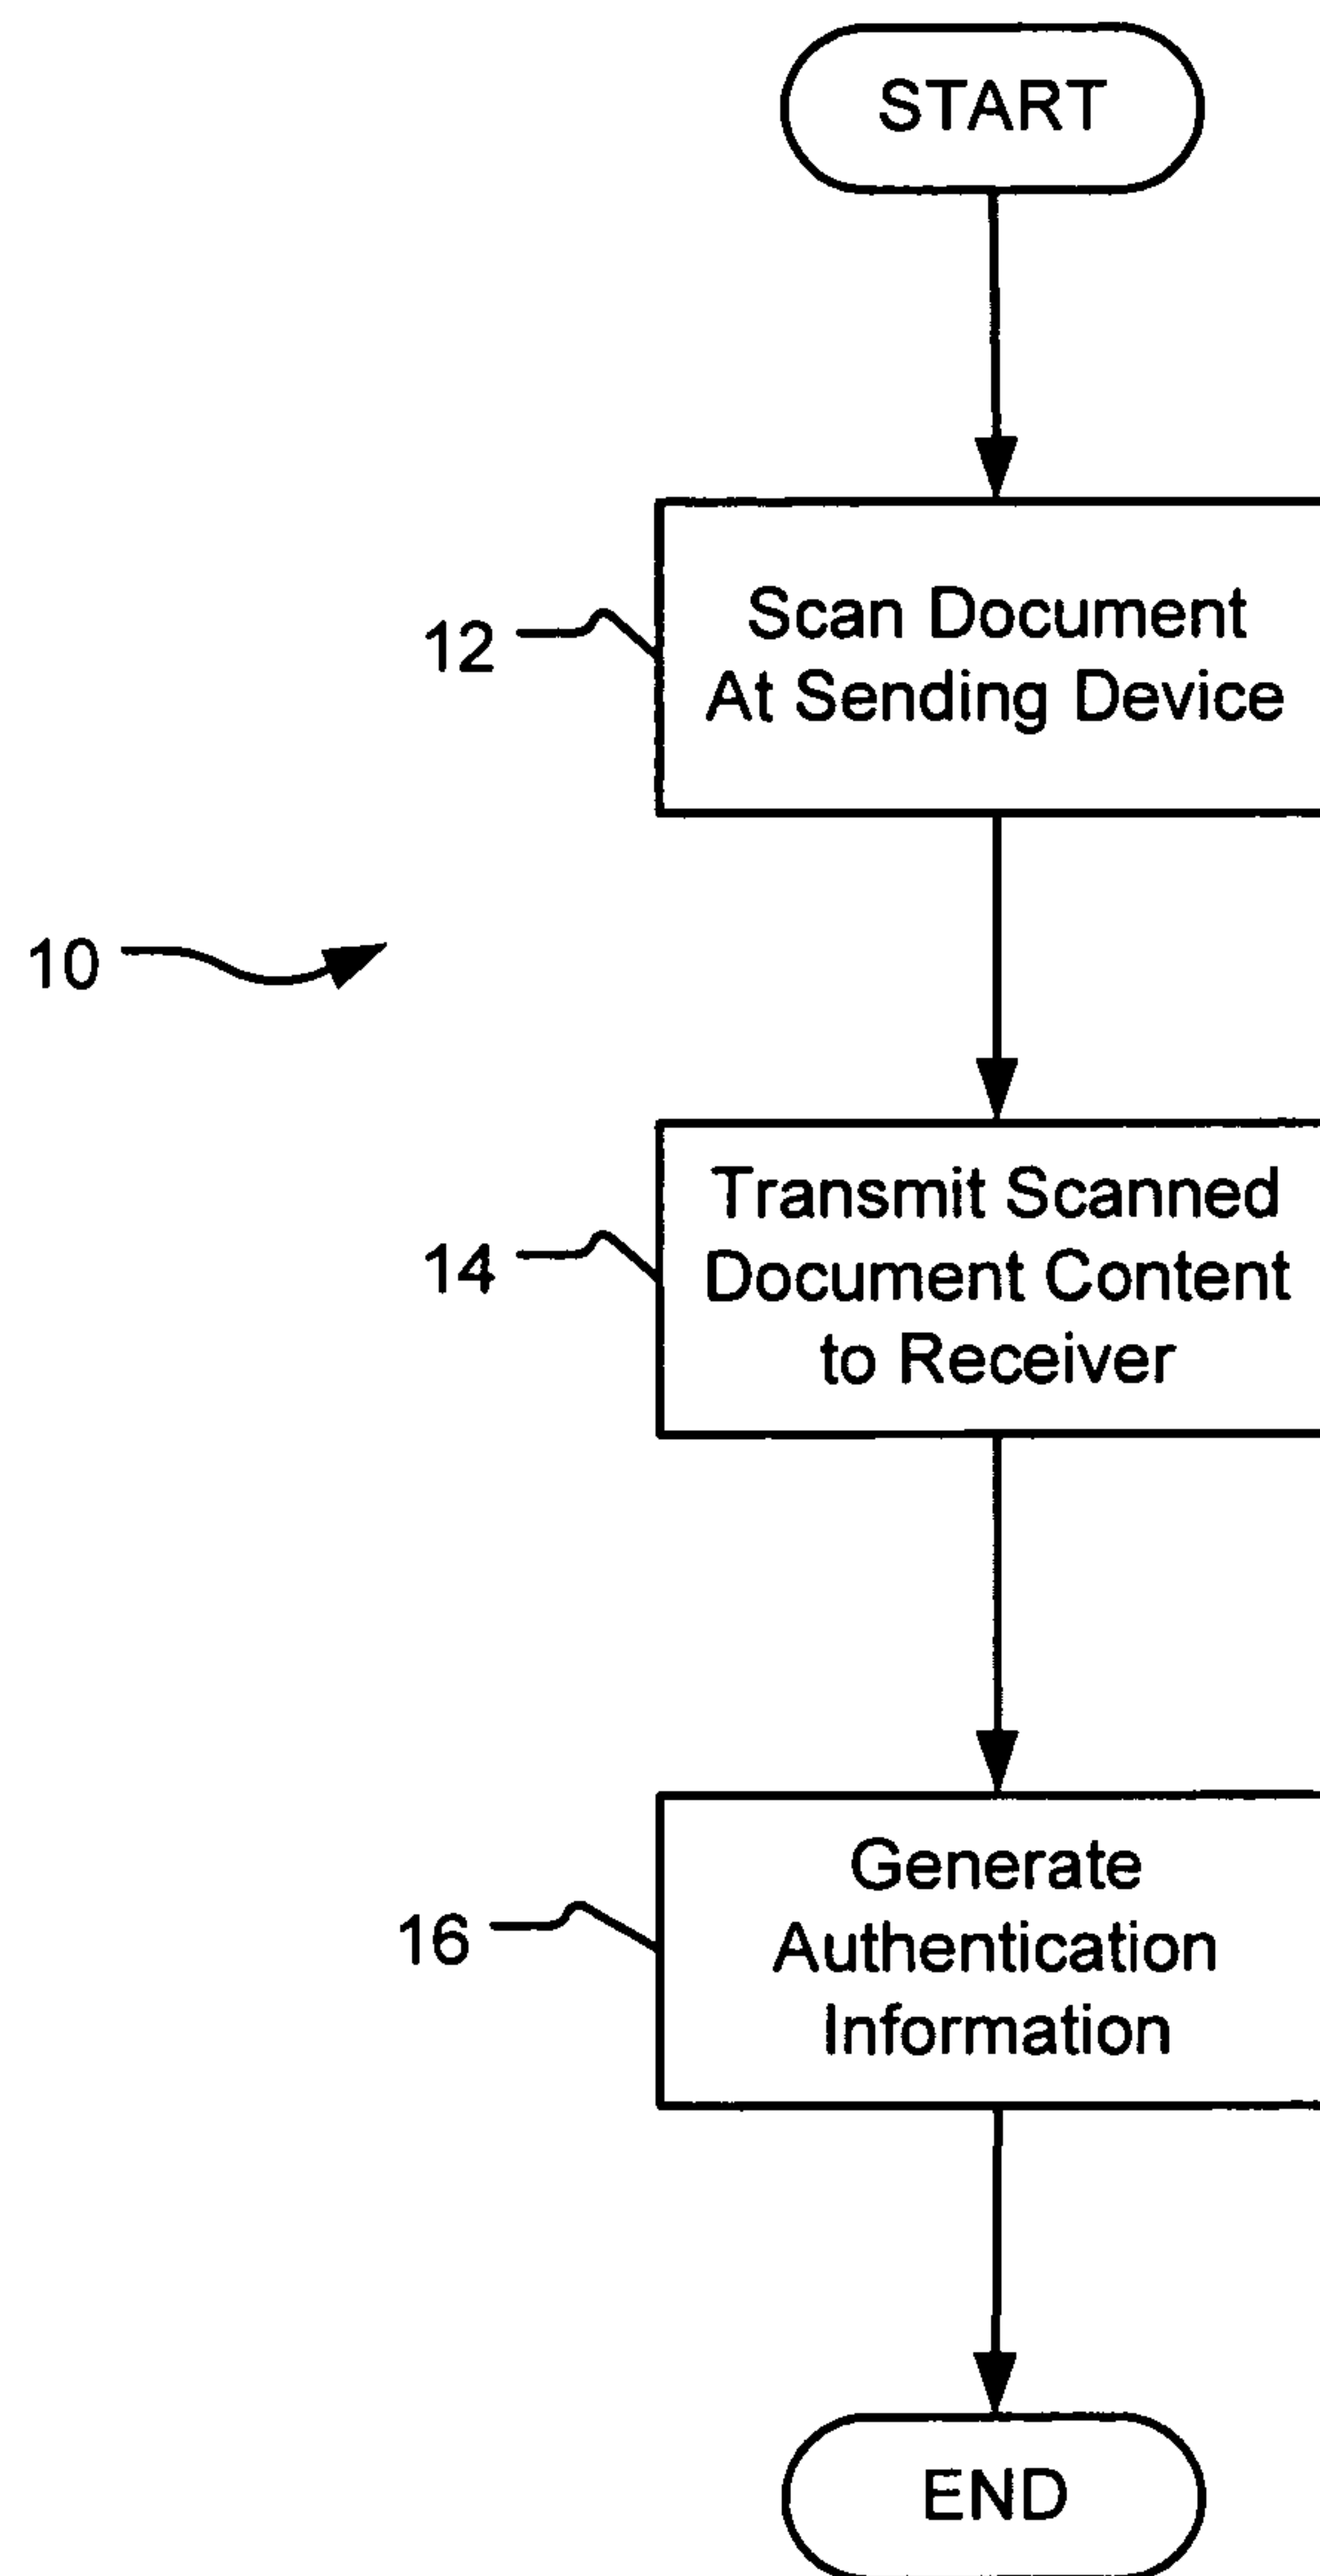 START
12
Scan Document
At Sending Device
10
14
Transmit Scanned
Document Content
to Receiver
16
Generate
Authentication
Information
END